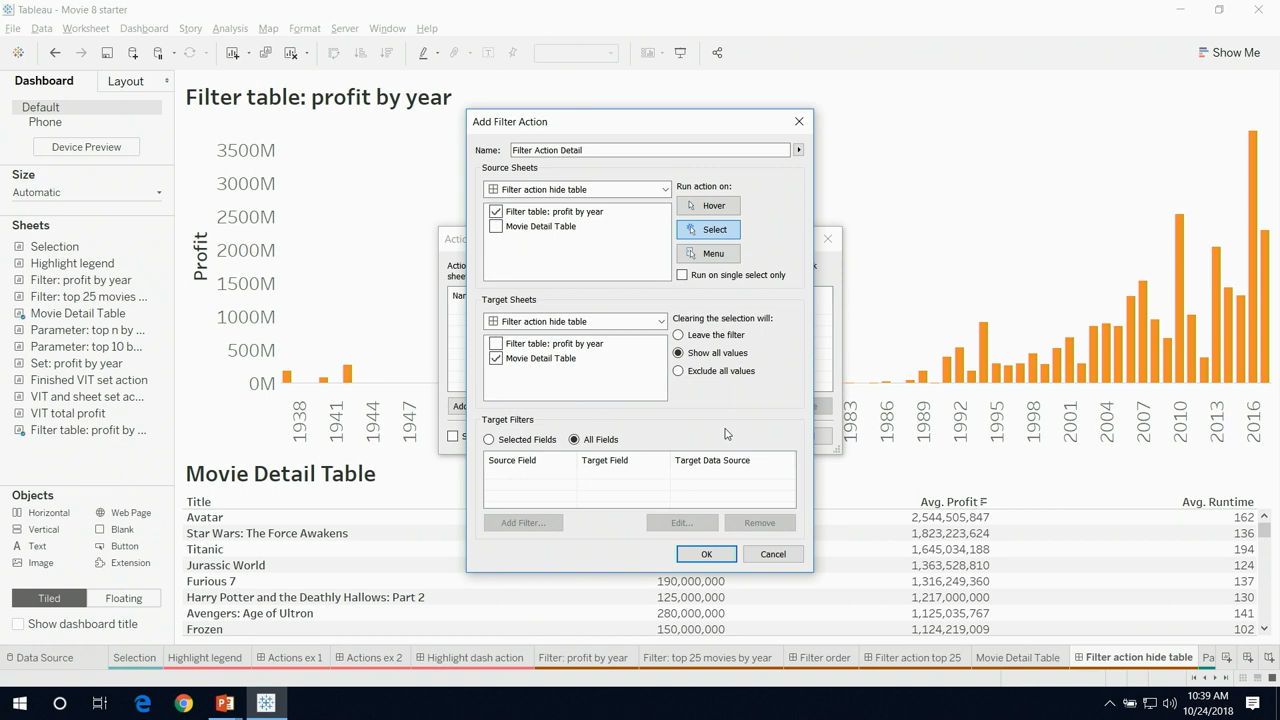 Tableau - Movie 8 starter
File Data Worksheet Dashboard Story Analysis Map Format Server Window Help
Show Me
Dashboard Layout
Default
Phone
Device Preview
Size
Automatic
Sheets
Selection
Highlight legend
Filter: profit by year
Filter: top 25 movies ...
Movie Detail Table
Parameter: top n by ...
Parameter: top 10 b...
Set: profit by year
Finished VIT set action
VIT and sheet set ac...
VIT total profit
Filter table: profit by ...
Objects
Horizontal Web Page
Vertical Blank
Text Button
Image Extension
Tiled Floating
Show dashboard title
Filter table: profit by year
3500M
3000M
2500M
2000M
1500M
1000M
500M
0M
Profit
1938 1941 1944 1947 1983 1986 1989 1992 1995 1998 2001 2004 2007 2010 2013 2016
Add Filter Action
Name: Filter Action Detail
Source Sheets
Filter action hide table
Filter table: profit by year
Movie Detail Table
Run action on:
Hover
Select
Menu
Run on single select only
Target Sheets
Filter action hide table
Filter table: profit by year
Movie Detail Table
Clearing the selection will:
Leave the filter
Show all values
Exclude all values
Target Filters
Selected Fields All Fields
Source Field Target Field Target Data Source
Add Filter... Edit... Remove
OK Cancel
Movie Detail Table
Title Avg. Profit Avg. Runtime
Avatar 2,544,505,847 162
Star Wars: The Force Awakens 1,823,223,624 136
Titanic 1,645,034,188 194
Jurassic World 1,363,528,810 124
Furious 7 190,000,000 1,316,249,360 137
Harry Potter and the Deathly Hallows: Part 2 125,000,000 1,217,000,000 130
Avengers: Age of Ultron 280,000,000 1,125,035,767 141
Frozen 150,000,000 1,124,219,009 102
Data Source Selection Highlight legend Actions ex 1 Actions ex 2 Highlight dash action Filter: profit by year Filter: top 25 movies by year Filter order Filter action top 25 Movie Detail Table Filter action hide table Pa
10:39 AM
10/24/2018